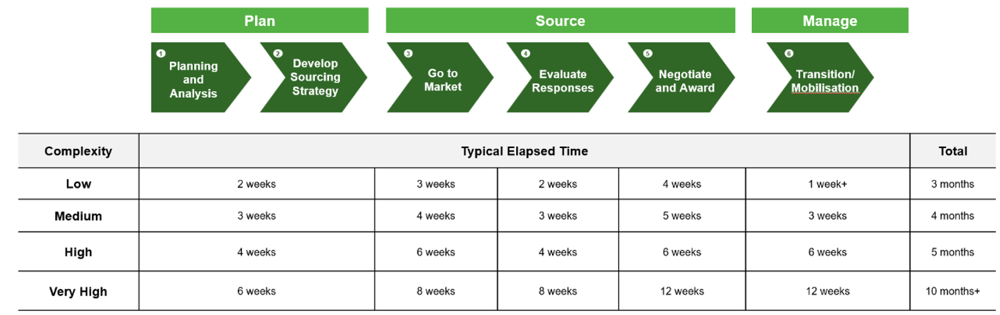 Plan
Source
Manage
1
Planning
and
Analysis
2
Develop
Sourcing
Strategy
3
Go to
Market
4
Evaluate
Responses
5
Negotiate
and Award
6
Transition/
Mobilisation
Complexity Typical Elapsed Time Total
Low 2 weeks 3 weeks 2 weeks 4 weeks 1 week+ 3 months
Medium 3 weeks 4 weeks 3 weeks 5 weeks 3 weeks 4 months
High 4 weeks 6 weeks 4 weeks 6 weeks 6 weeks 5 months
Very High 6 weeks 8 weeks 8 weeks 12 weeks 12 weeks 10 months+